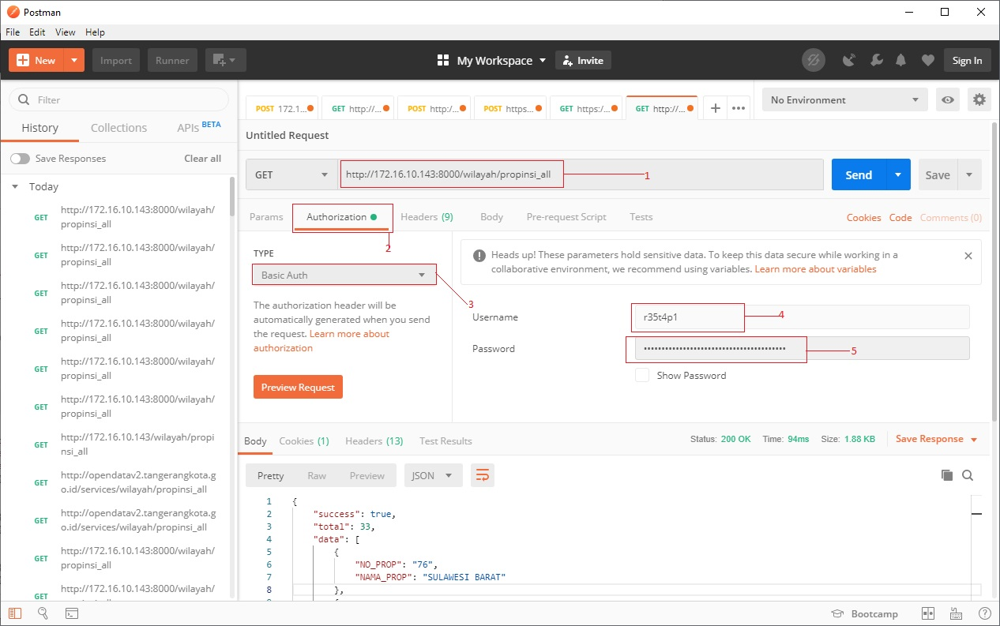 Postman
File Edit View Help
New Import Runner My Workspace Invite Sign In
Filter
History Collections APIs BETA
Save Responses Clear all
Today
GET http://172.16.10.143:8000/wilayah/
propinsi_all
GET http://172.16.10.143:8000/wilayah/
propinsi_all
GET http://172.16.10.143:8000/wilayah/
propinsi_all
GET http://172.16.10.143:8000/wilayah/
propinsi_all
GET http://172.16.10.143:8000/wilayah/
propinsi_all
GET http://172.16.10.143:8000/wilayah/
propinsi_all
GET http://172.16.10.143/wilayah/propi
nsi_all
GET http://opendatav2.tangerangkota.g
o.id/services/wilayah/propinsi_all
GET http://opendatav2.tangerangkota.g
o.id/services/wilayah/propinsi_all
GET http://172.16.10.143:8000/wilayah/
propinsi_all
GET http://172.16.10.143:8000/wilayah/
propinsi_all
POST 172.1... GET http://... POST http:/... POST https... GET https:/... GET http://... + ...
No Environment
Untitled Request
GET http://172.16.10.143:8000/wilayah/propinsi_all 1 Send Save
Params Authorization Headers (9) Body Pre-request Script Tests Cookies Code Comments (0)
2
TYPE
Basic Auth
3
The authorization header will be
automatically generated when you send
the request. Learn more about
authorization
Preview Request
Heads up! These parameters hold sensitive data. To keep this data secure while working in a
collaborative environment, we recommend using variables. Learn more about variables
Username r35t4p1 4
Password ••••••••••••••••••••••••••••••••••••••••• 5
Show Password
Body Cookies (1) Headers (13) Test Results Status: 200 OK Time: 94ms Size: 1.88 KB Save Response
Pretty Raw Preview JSON
1 {
2 "success": true,
3 "total": 33,
4 "data": [
5 {
6 "NO_PROP": "76",
7 "NAMA_PROP": "SULAWESI BARAT"
8 },
Bootcamp